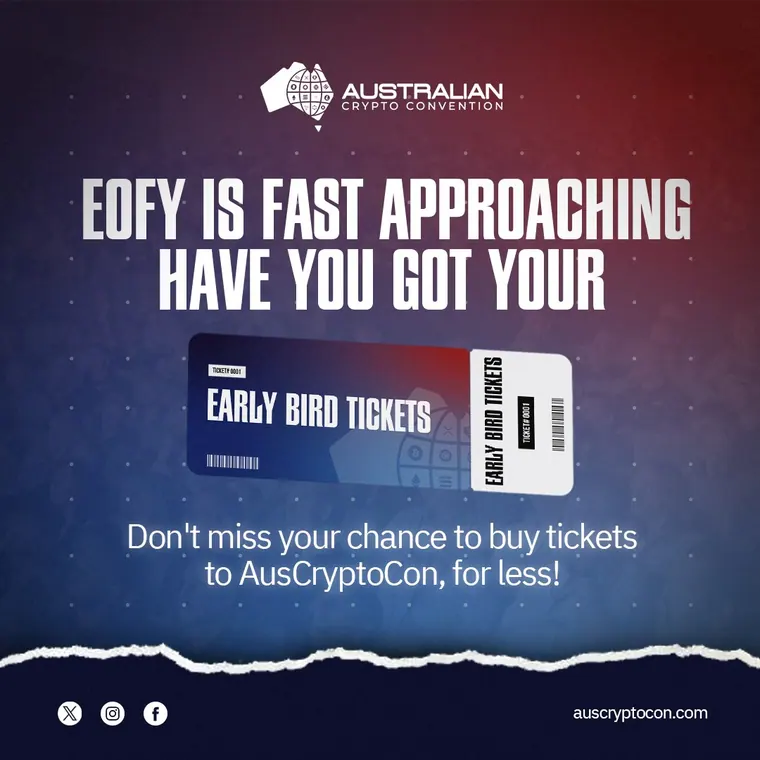 AUSTRALIAN
CRYPTO CONVENTION
EOFY IS FAST APPROACHING
HAVE YOU GOT YOUR
TICKET# 0001
EARLY BIRD TICKETS
EARLY BIRD TICKETS
TICKET# 0001
Don't miss your chance to buy tickets
to AusCryptoCon, for less!
auscryptocon.com